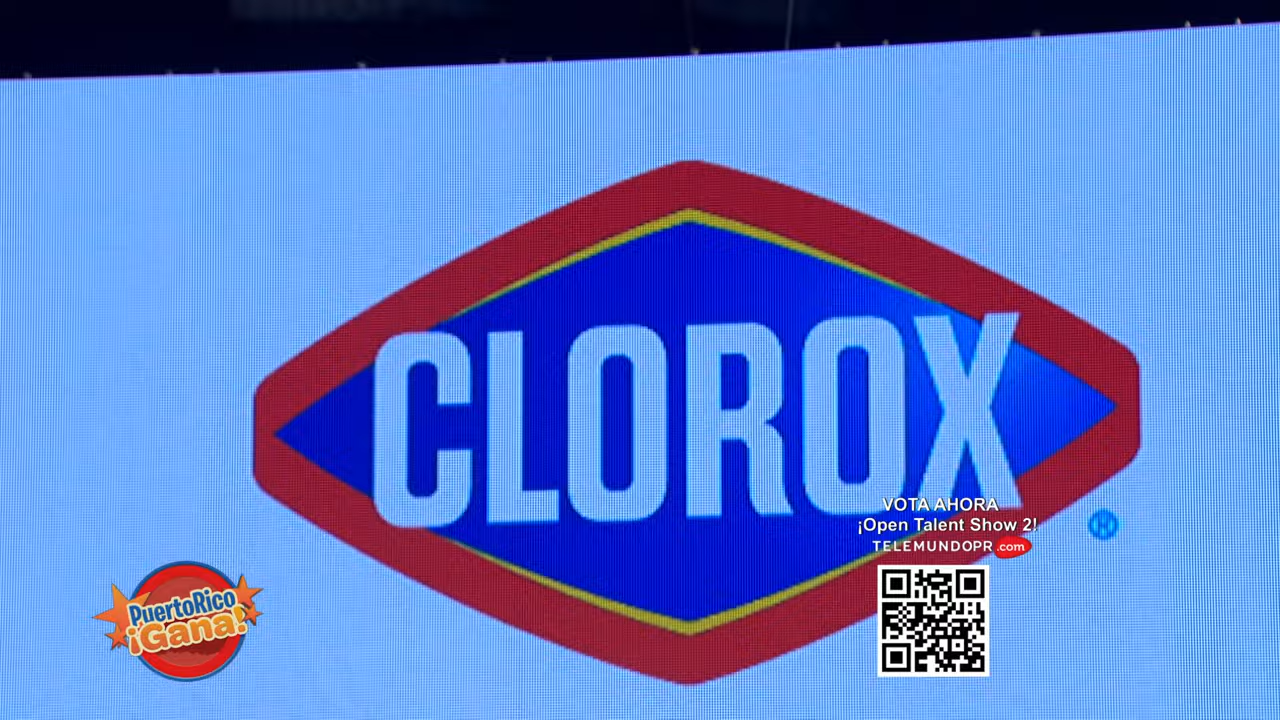 CLOROX
®
VOTA AHORA
¡Open Talent Show 2!
TELEMUNDOPR.com
PuertoRico
¡Gana!